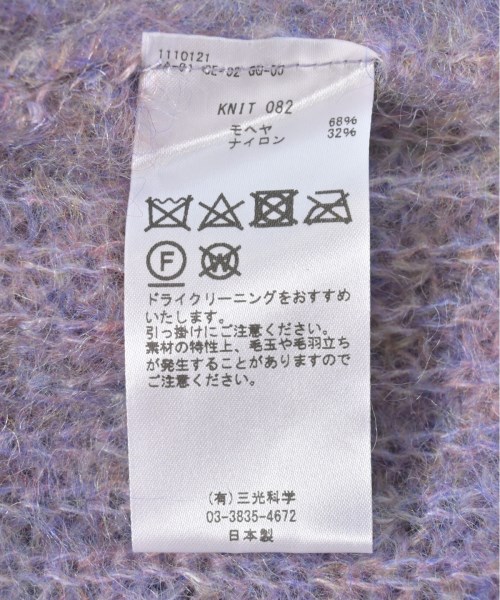 1110121
KNIT 082
モヘヤ 68%
ナイロン 32%
F
W
ドライクリーニングをおすすめ
いたします。
引っ掛けにご注意ください。
素材の特性上、毛玉や毛羽立ち
が発生することがありますので
ご注意ください。
(有)三光科学
03-3835-4672
日本製